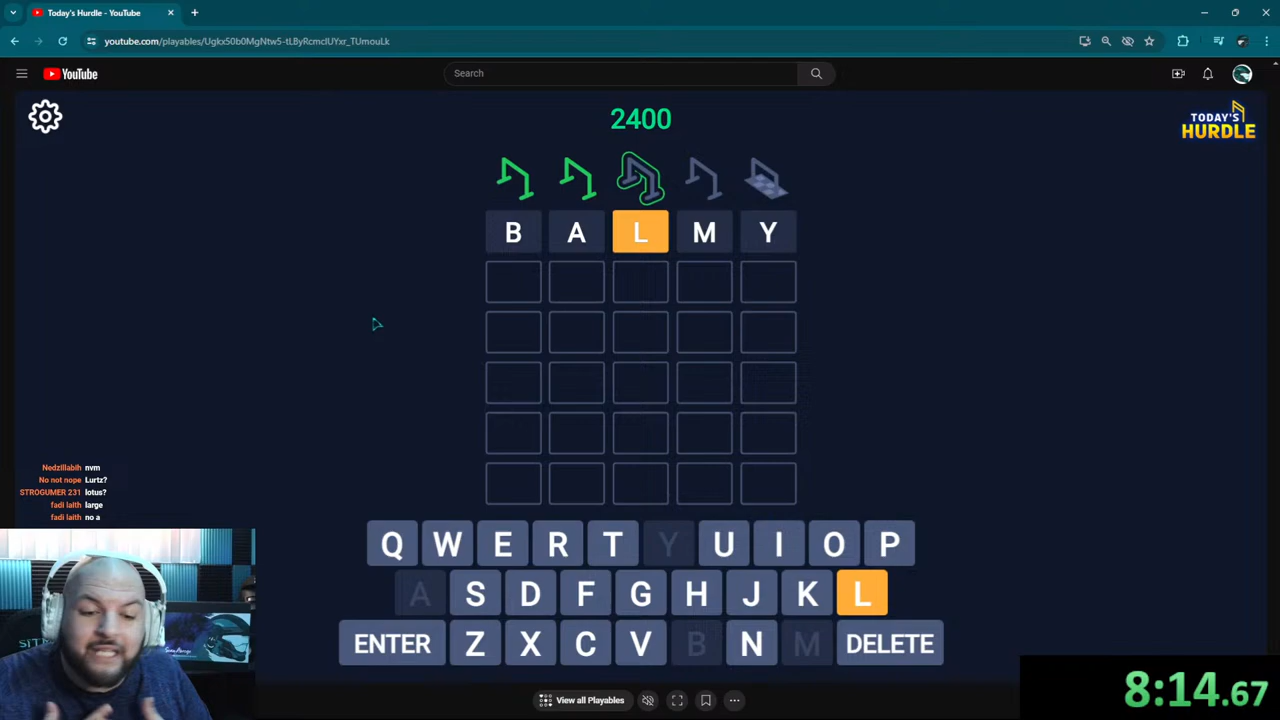 Today's Hurdle - YouTube
youtube.com/playables/Ugkx50b0MgNtw5-tLByRcmclUYxr_TUmouLk
YouTube
Search
2400
TODAY'S
HURDLE
B A L M Y
Nedzillabih nvm
No not nope Lurtz?
STROGUMER 231 lotus?
fadi laith large
fadi laith no a
Q W E R T Y U I O P
A S D F G H J K L
ENTER Z X C V B N M DELETE
View all Playables
8:14.67